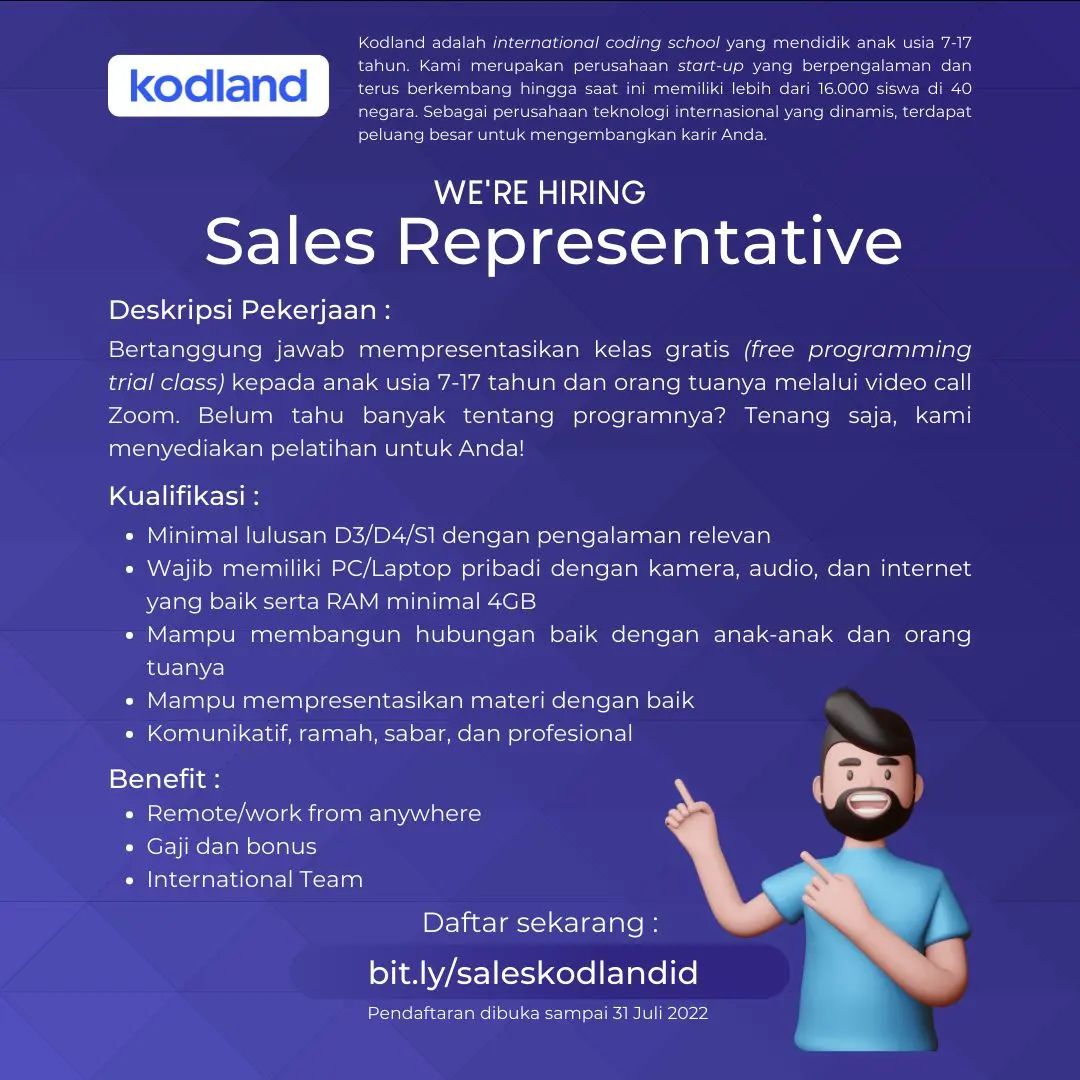 kodland
Kodland adalah international coding school yang mendidik anak usia 7-17
tahun. Kami merupakan perusahaan start-up yang berpengalaman dan
terus berkembang hingga saat ini memiliki lebih dari 16.000 siswa di 40
negara. Sebagai perusahaan teknologi internasional yang dinamis, terdapat
peluang besar untuk mengembangkan karir Anda.
WE'RE HIRING
Sales Representative
Deskripsi Pekerjaan :
Bertanggung jawab mempresentasikan kelas gratis (free programming
trial class) kepada anak usia 7-17 tahun dan orang tuanya melalui video call
Zoom. Belum tahu banyak tentang programnya? Tenang saja, kami
menyediakan pelatihan untuk Anda!
Kualifikasi :
• Minimal lulusan D3/D4/S1 dengan pengalaman relevan
• Wajib memiliki PC/Laptop pribadi dengan kamera, audio, dan internet
yang baik serta RAM minimal 4GB
• Mampu membangun hubungan baik dengan anak-anak dan orang
tuanya
• Mampu mempresentasikan materi dengan baik
• Komunikatif, ramah, sabar, dan profesional
Benefit :
• Remote/work from anywhere
• Gaji dan bonus
• International Team
Daftar sekarang :
bit.ly/saleskodlandid
Pendaftaran dibuka sampai 31 Juli 2022